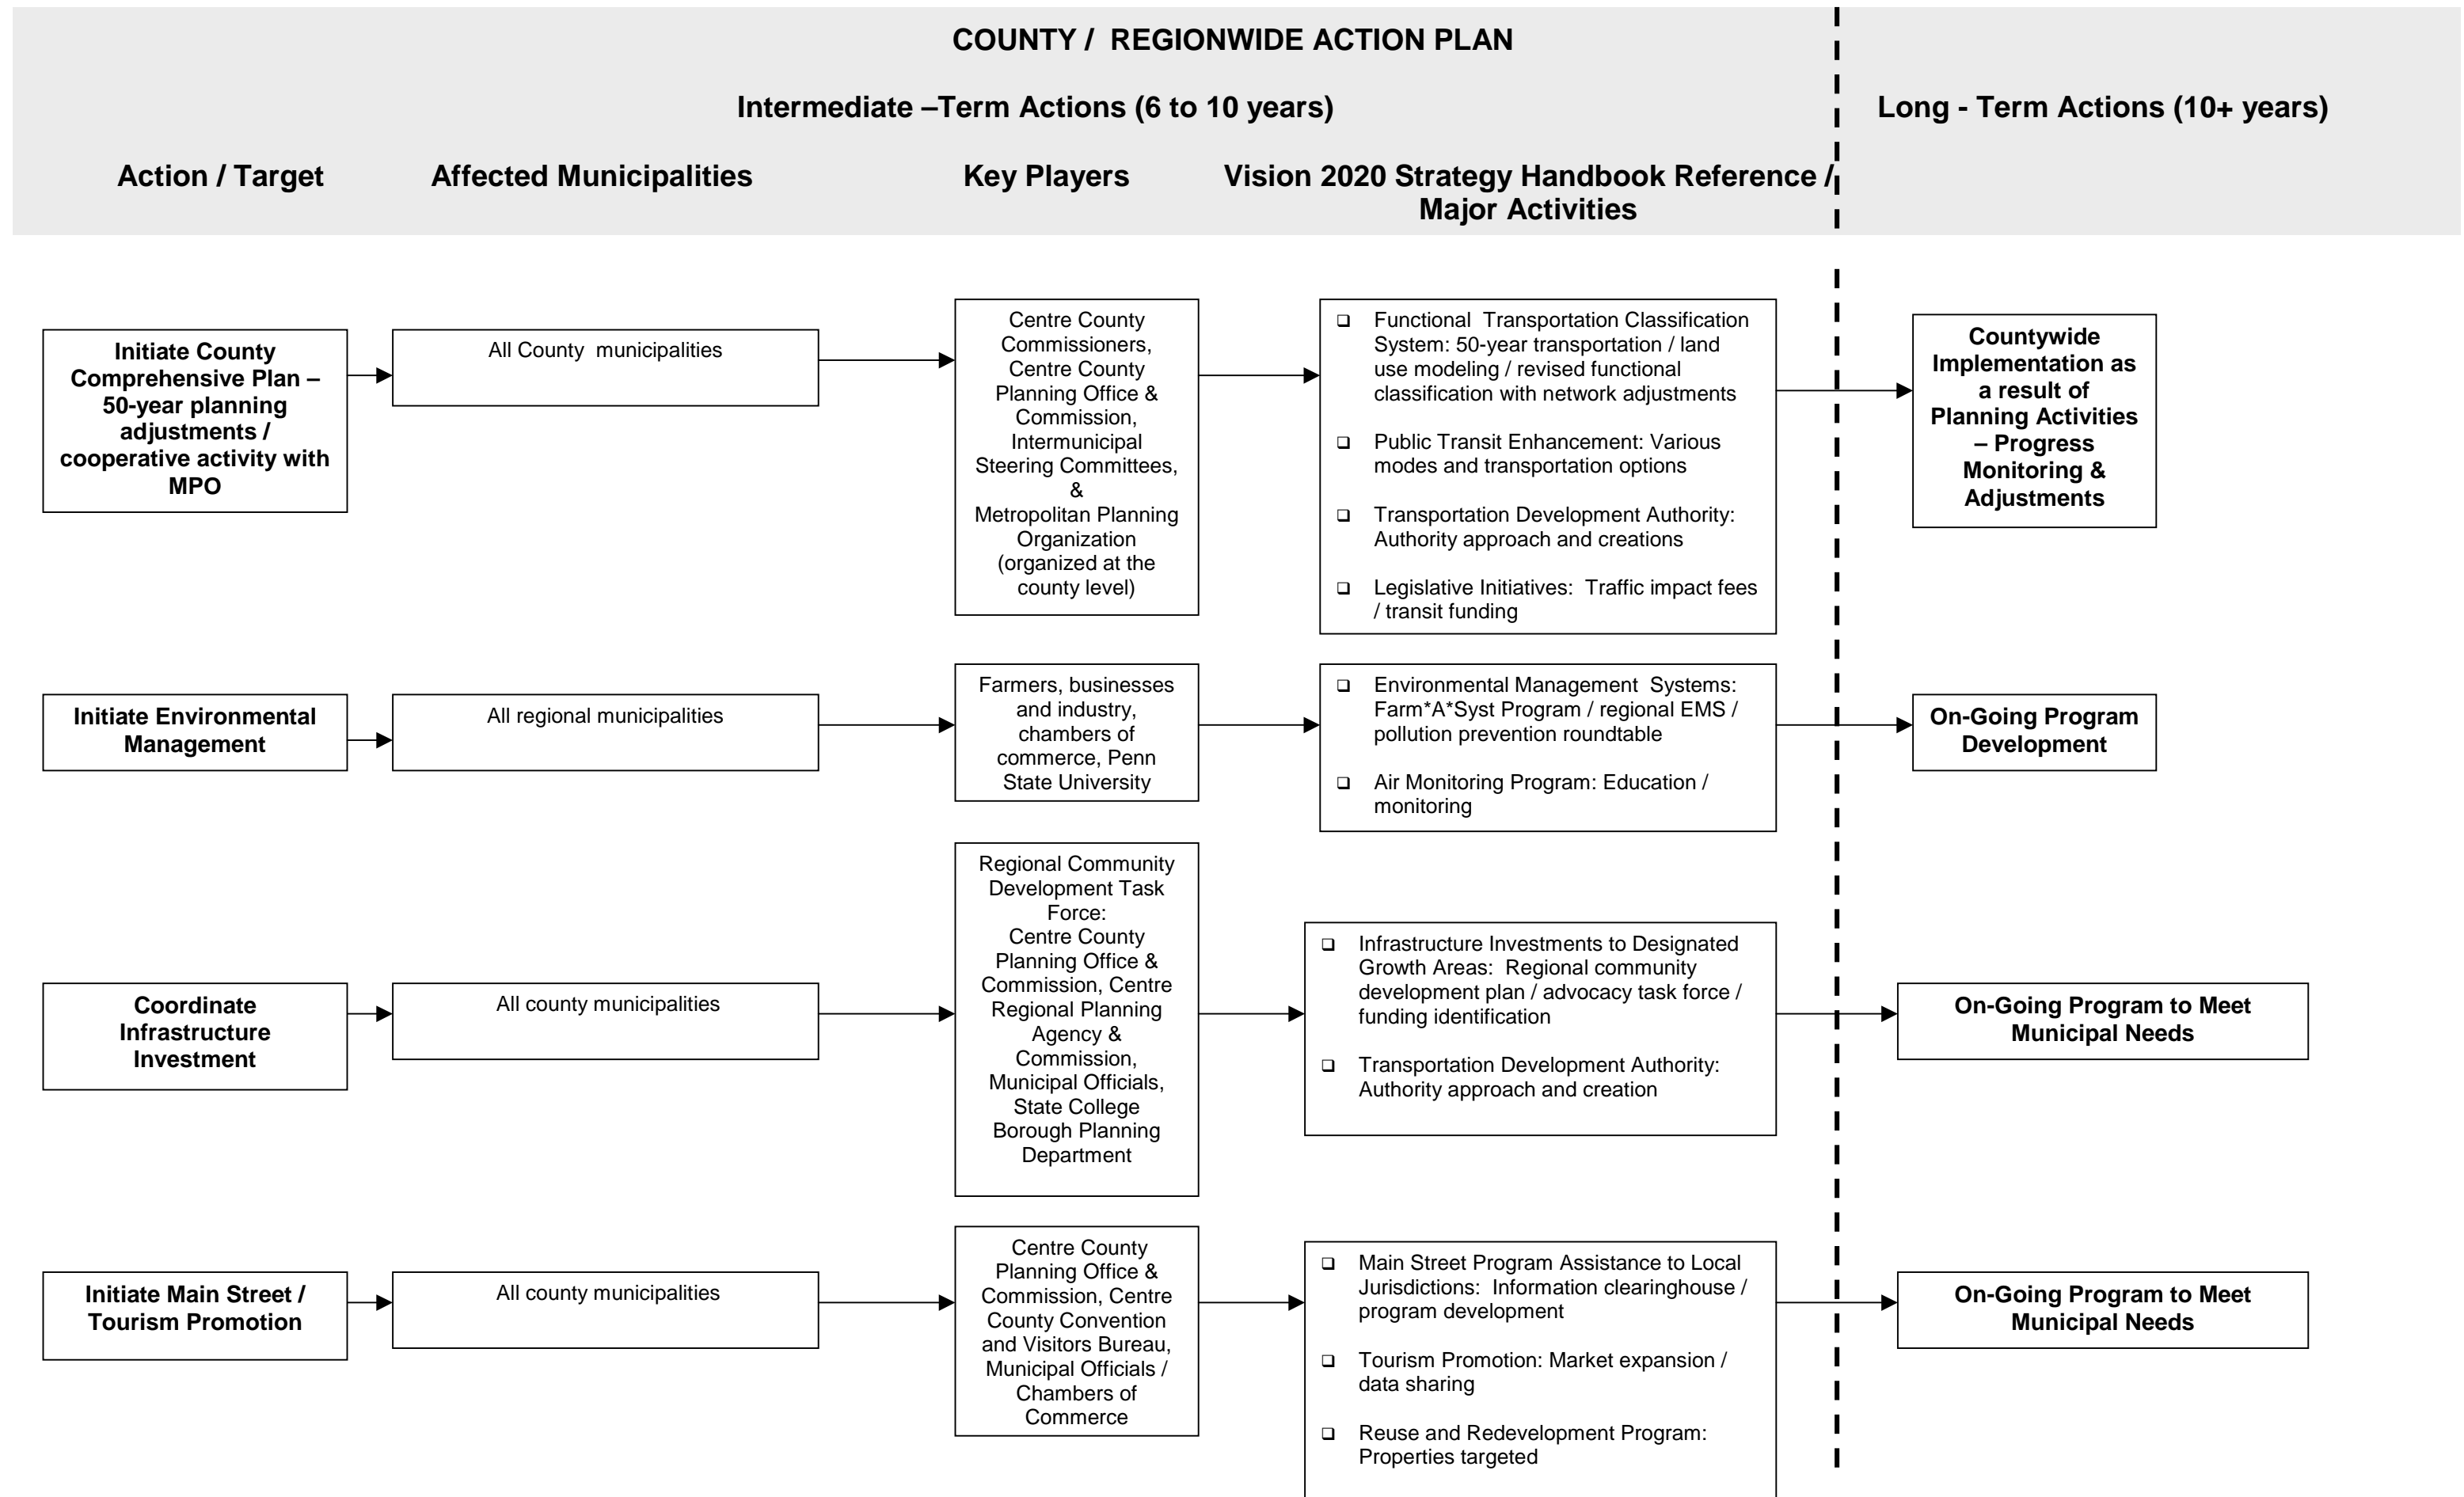 COUNTY / REGIONWIDE ACTION PLAN
Intermediate –Term Actions (6 to 10 years)
Long - Term Actions (10+ years)
Action / Target
Affected Municipalities
Key Players
Vision 2020 Strategy Handbook Reference /
Major Activities
Initiate County
Comprehensive Plan –
50-year planning
adjustments /
cooperative activity with
MPO
All County municipalities
Centre County
Commissioners,
Centre County
Planning Office &
Commission,
Intermunicipal
Steering Committees,
&
Metropolitan Planning
Organization
(organized at the
county level)
❑ Functional Transportation Classification
System: 50-year transportation / land
use modeling / revised functional
classification with network adjustments
❑ Public Transit Enhancement: Various
modes and transportation options
❑ Transportation Development Authority:
Authority approach and creations
❑ Legislative Initiatives: Traffic impact fees
/ transit funding
Countywide
Implementation as
a result of
Planning Activities
– Progress
Monitoring &
Adjustments
Initiate Environmental
Management
All regional municipalities
Farmers, businesses
and industry,
chambers of
commerce, Penn
State University
❑ Environmental Management Systems:
Farm*A*Syst Program / regional EMS /
pollution prevention roundtable
❑ Air Monitoring Program: Education /
monitoring
On-Going Program
Development
Coordinate
Infrastructure
Investment
All county municipalities
Regional Community
Development Task
Force:
Centre County
Planning Office &
Commission, Centre
Regional Planning
Agency &
Commission,
Municipal Officials,
State College
Borough Planning
Department
❑ Infrastructure Investments to Designated
Growth Areas: Regional community
development plan / advocacy task force /
funding identification
❑ Transportation Development Authority:
Authority approach and creation
On-Going Program to Meet
Municipal Needs
Initiate Main Street /
Tourism Promotion
All county municipalities
Centre County
Planning Office &
Commission, Centre
County Convention
and Visitors Bureau,
Municipal Officials /
Chambers of
Commerce
❑ Main Street Program Assistance to Local
Jurisdictions: Information clearinghouse /
program development
❑ Tourism Promotion: Market expansion /
data sharing
❑ Reuse and Redevelopment Program:
Properties targeted
On-Going Program to Meet
Municipal Needs